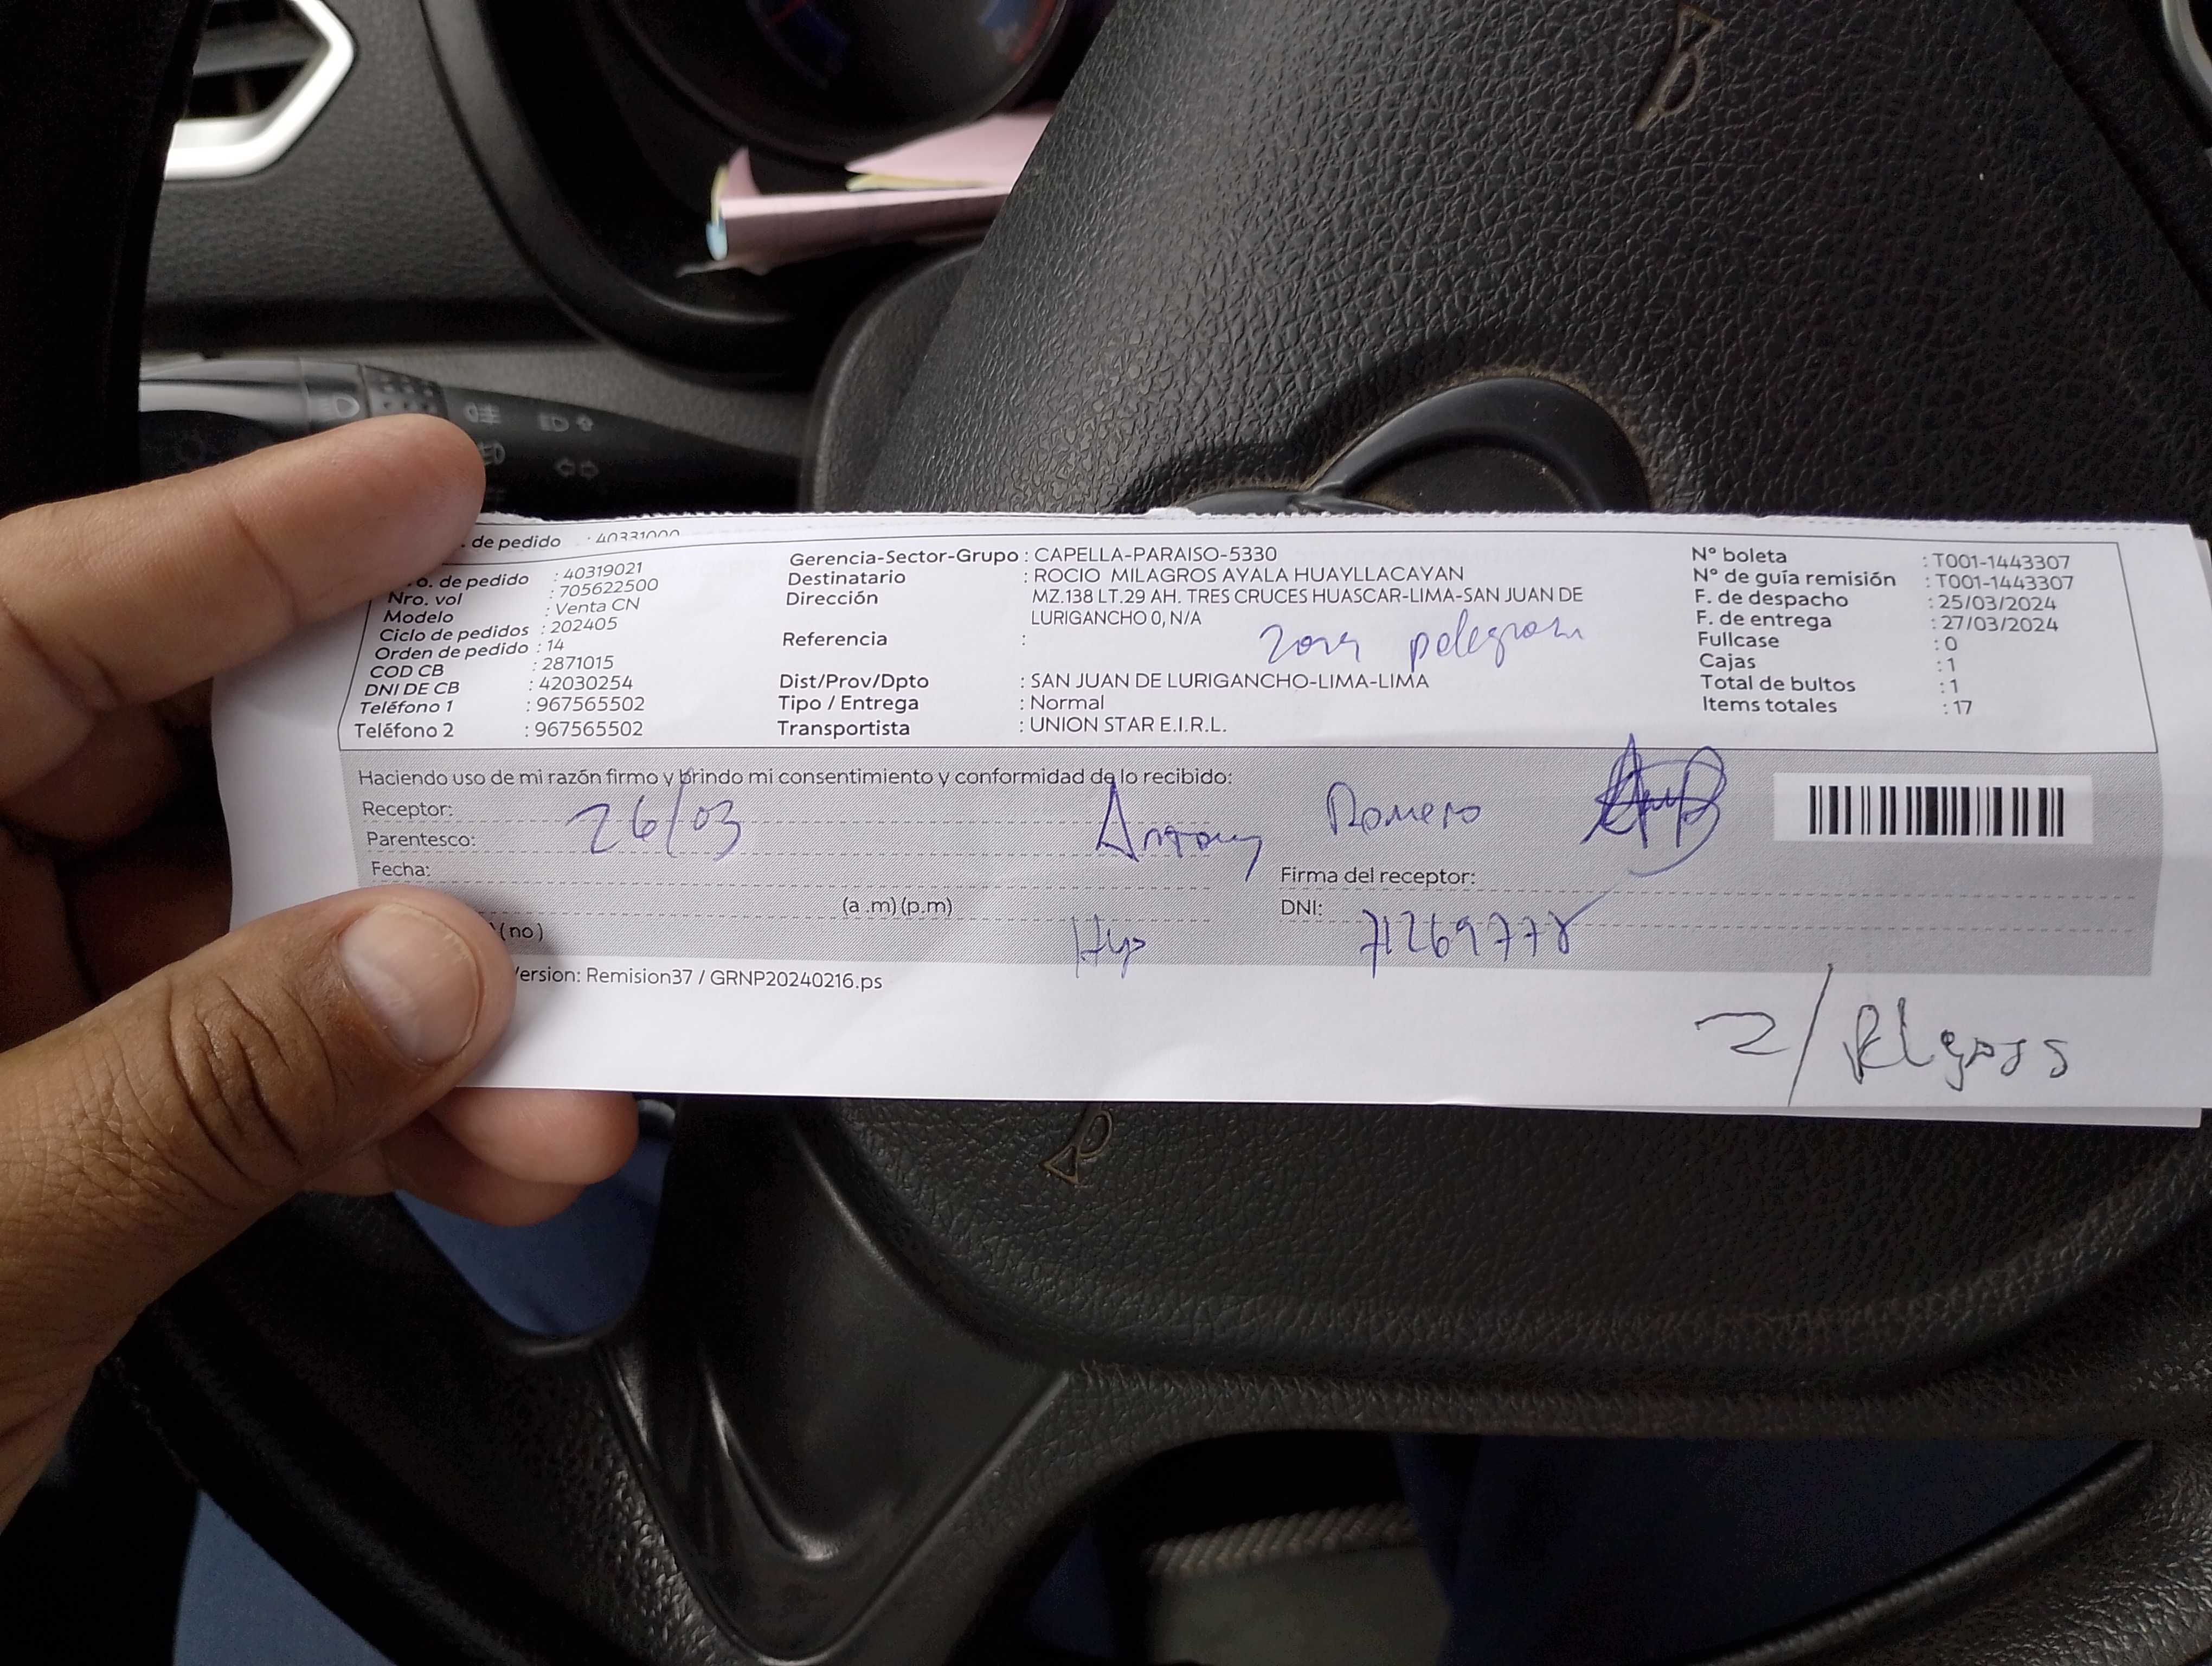 . de pedido : 40331000
o. de pedido : 40319021
Nro. vol : 705622500
Modelo : Venta CN
Ciclo de pedidos : 202405
Orden de pedido : 14
COD CB : 2871015
DNI DE CB : 42030254
Teléfono 1 : 967565502
Teléfono 2 : 967565502
Gerencia-Sector-Grupo : CAPELLA-PARAISO-5330
Destinatario : ROCIO MILAGROS AYALA HUAYLLACAYAN
Dirección MZ.138 LT.29 AH. TRES CRUCES HUASCAR-LIMA-SAN JUAN DE
LURIGANCHO 0, N/A
Referencia :
Dist/Prov/Dpto : SAN JUAN DE LURIGANCHO-LIMA-LIMA
Tipo / Entrega : Normal
Transportista : UNION STAR E.I.R.L.
Nº boleta : T001-1443307
Nº de guía remisión : T001-1443307
F. de despacho : 25/03/2024
F. de entrega : 27/03/2024
Fullcase : 0
Cajas : 1
Total de bultos : 1
Items totales : 17
Haciendo uso de mi razón firmo y brindo mi consentimiento y conformidad de lo recibido:
Receptor: 26/03 Antony Romero
Parentesco:
Fecha:
Firma del receptor:
(a .m) (p.m)
DNI: 71269778
(no)
ersion: Remision37 / GRNP20240216.ps